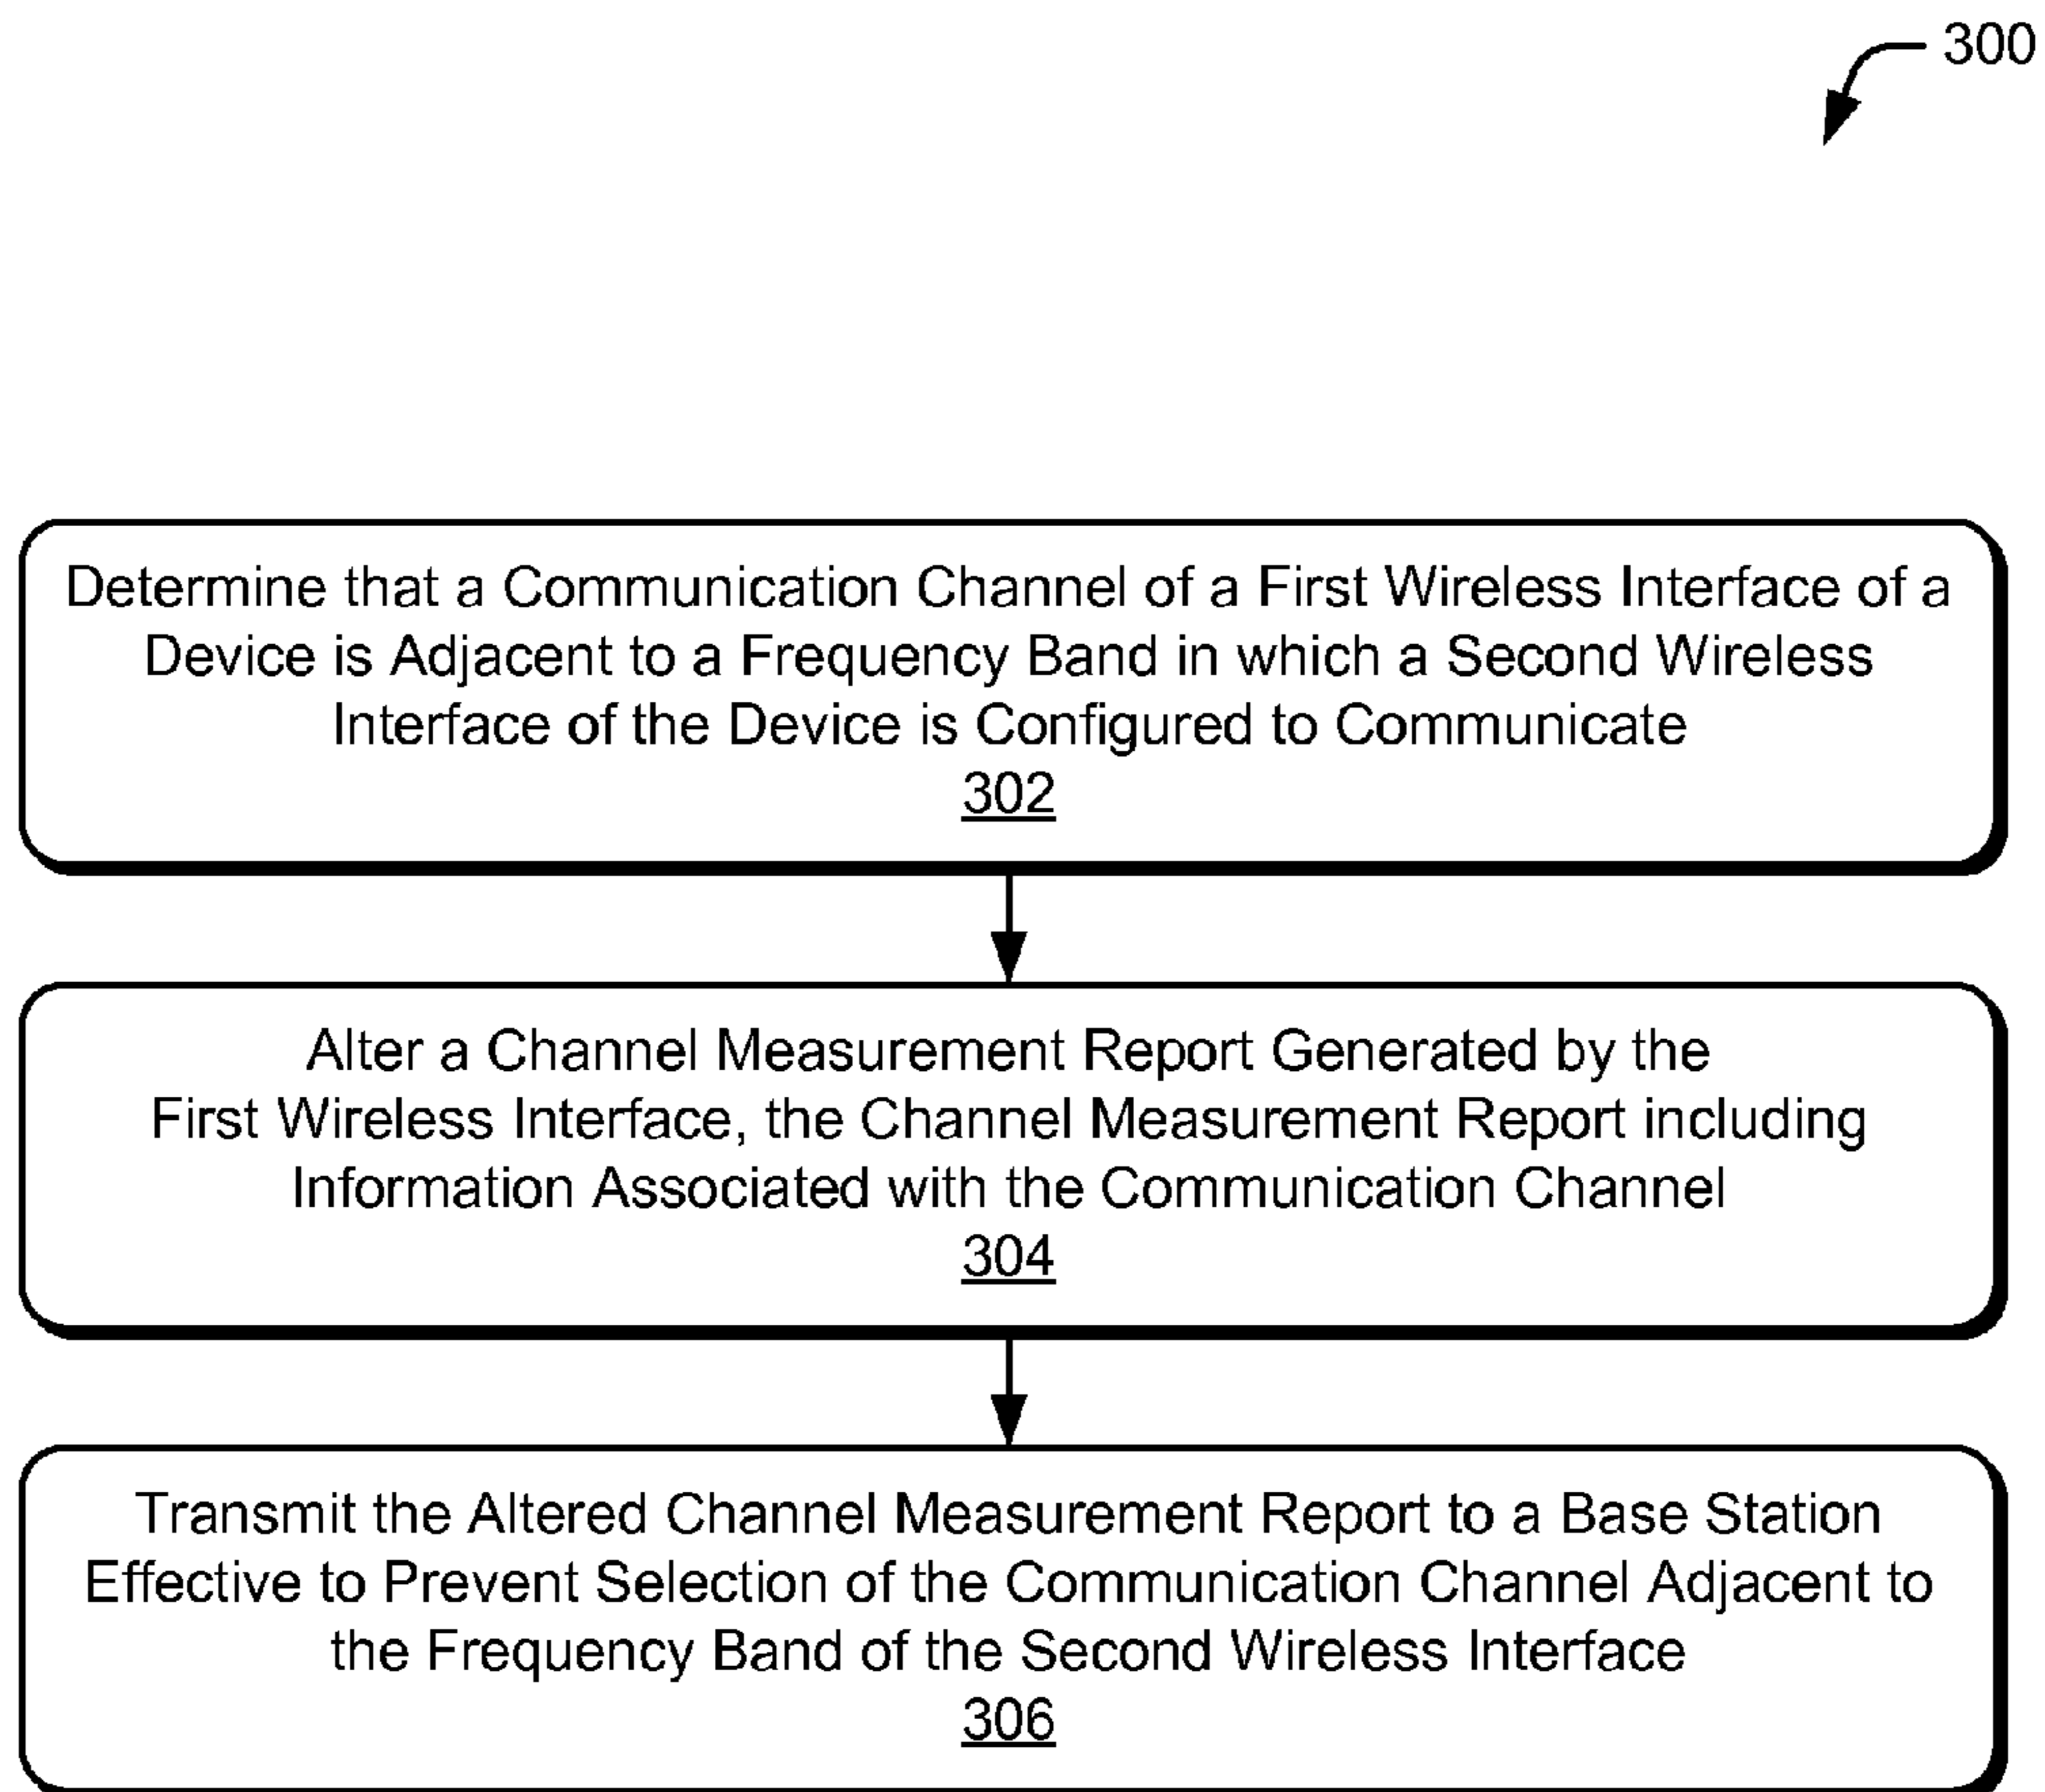 300
Determine that a Communication Channel of a First Wireless Interface of a
Device is Adjacent to a Frequency Band in which a Second Wireless
Interface of the Device is Configured to Communicate
302
Alter a Channel Measurement Report Generated by the
First Wireless Interface, the Channel Measurement Report including
Information Associated with the Communication Channel
304
Transmit the Altered Channel Measurement Report to a Base Station
Effective to Prevent Selection of the Communication Channel Adjacent to
the Frequency Band of the Second Wireless Interface
306